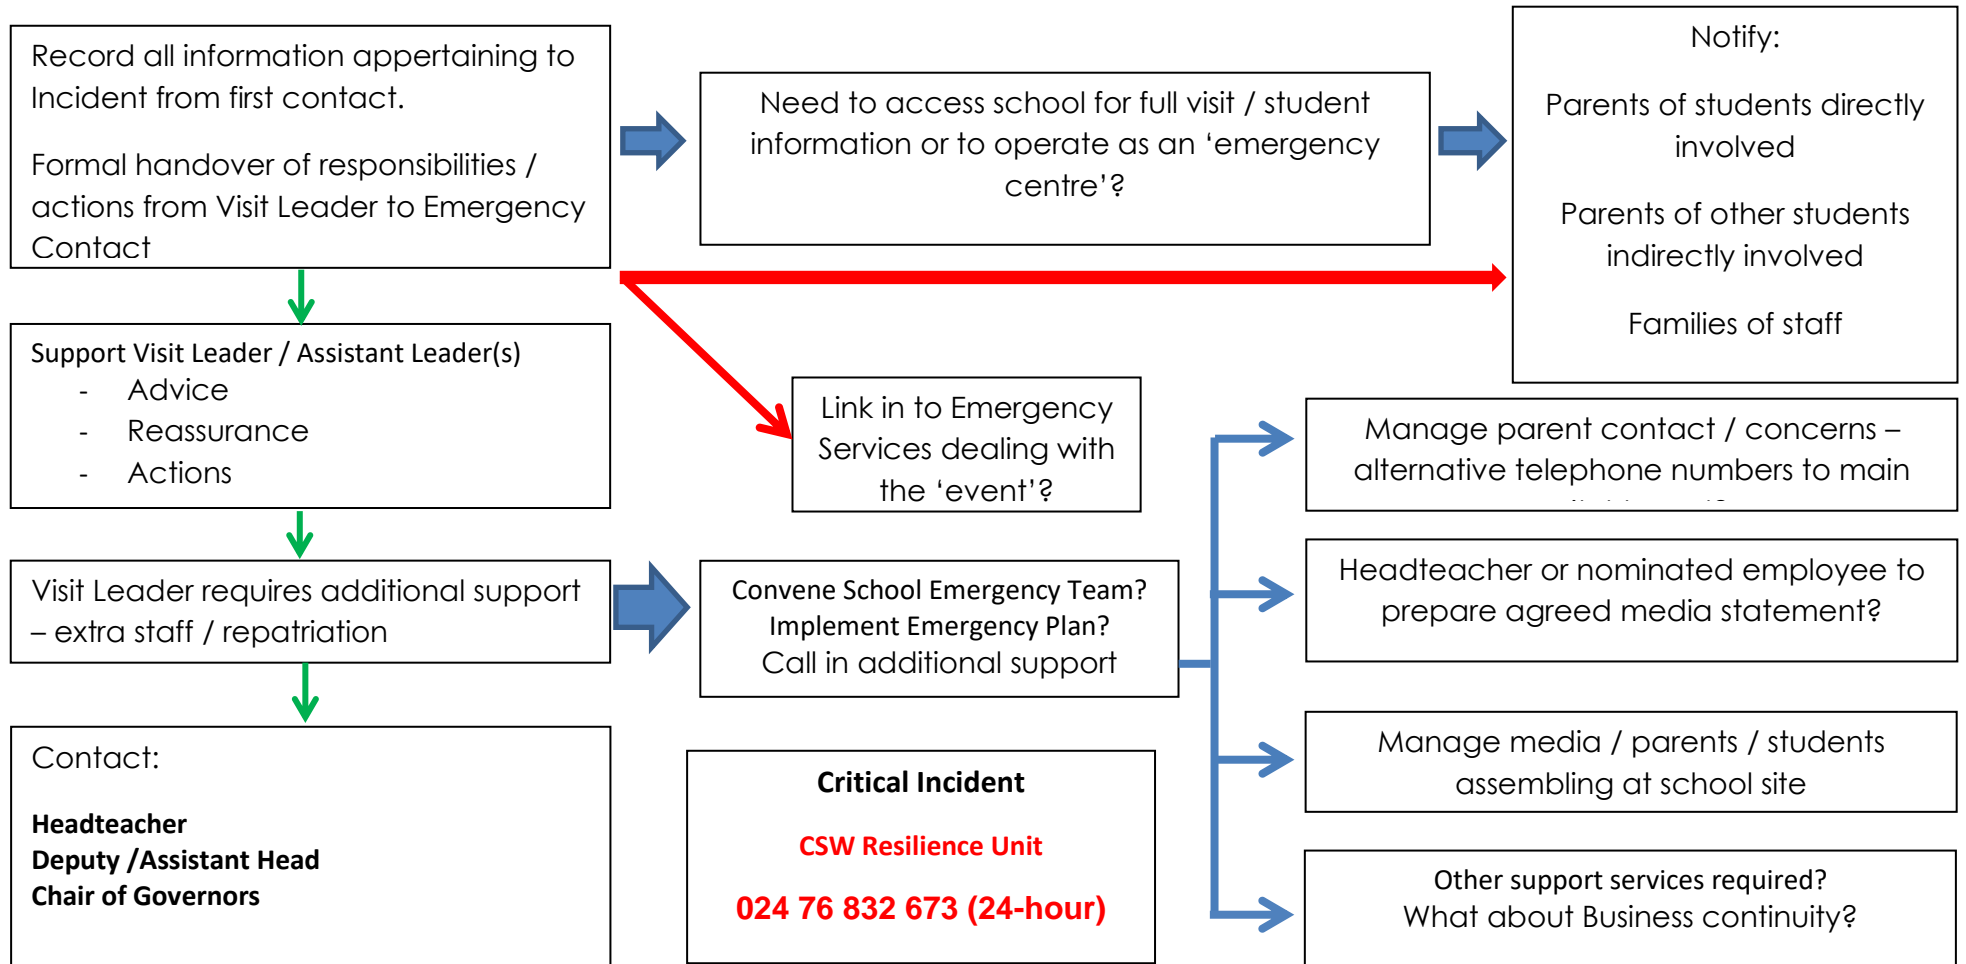 Record all information appertaining to
Incident from first contact.
Formal handover of responsibilities /
actions from Visit Leader to Emergency
Contact
Need to access school for full visit / student
information or to operate as an ‘emergency
centre’?
Notify:
Parents of students directly
involved
Parents of other students
indirectly involved
Families of staff
Support Visit Leader / Assistant Leader(s)
- Advice
- Reassurance
- Actions
Link in to Emergency
Services dealing with
the ‘event’?
Manage parent contact / concerns –
alternative telephone numbers to main
Visit Leader requires additional support
– extra staff / repatriation
Convene School Emergency Team?
Implement Emergency Plan?
Call in additional support
Headteacher or nominated employee to
prepare agreed media statement?
Contact:
Headteacher
Deputy /Assistant Head
Chair of Governors
Critical Incident
CSW Resilience Unit
024 76 832 673 (24-hour)
Manage media / parents / students
assembling at school site
Other support services required?
What about Business continuity?